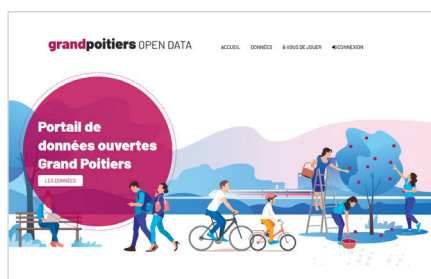 grandpoitiers OPEN DATA
ACCUEIL DONNÉES À VOUS DE JOUER CONNEXION
Portail de
données ouvertes
Grand Poitiers
LES DONNÉES